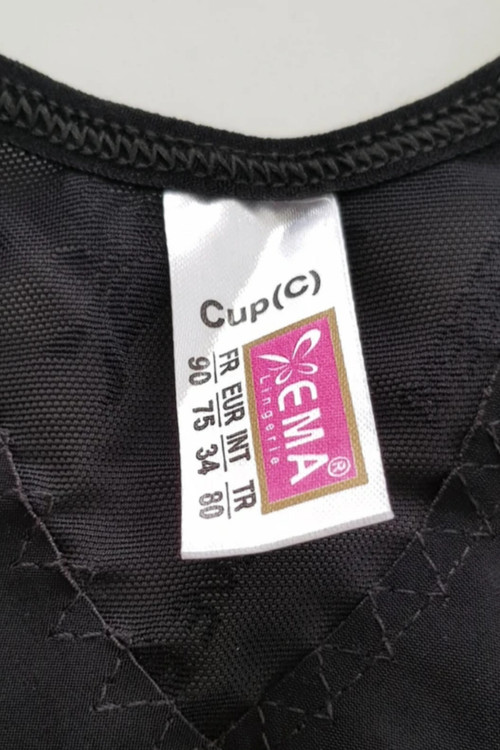 Cup(C)
EMA®
Lingerie
FR EUR INT TR
90 75 34 80